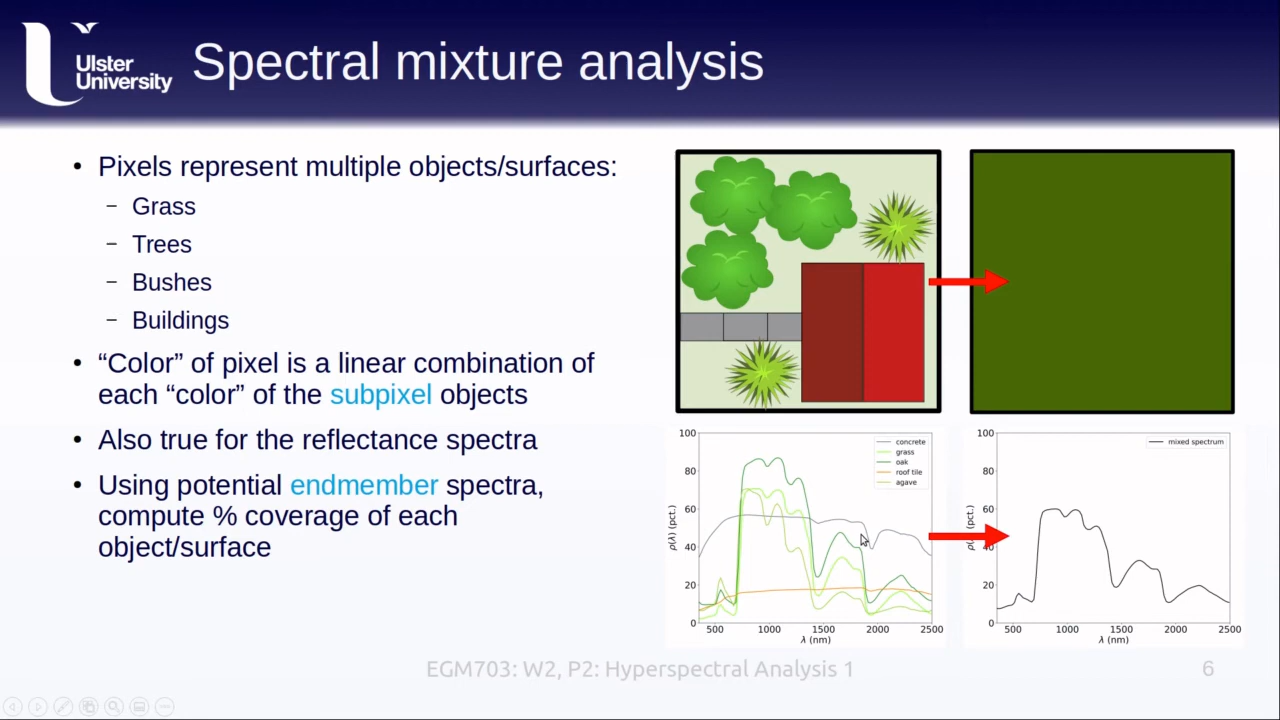 Ulster
University
Spectral mixture analysis
• Pixels represent multiple objects/surfaces:
– Grass
– Trees
– Bushes
– Buildings
• “Color” of pixel is a linear combination of
each “color” of the subpixel objects
• Also true for the reflectance spectra
• Using potential endmember spectra,
compute % coverage of each
object/surface
100
80
60
40
20
0
ρ(λ) (pct.)
500 1000 1500 2000 2500
λ (nm)
concrete
grass
oak
roof tile
agave
100
80
60
40
20
0
500 1000 1500 2000 2500
λ (nm)
mixed spectrum
EGM703: W2, P2: Hyperspectral Analysis 1
6